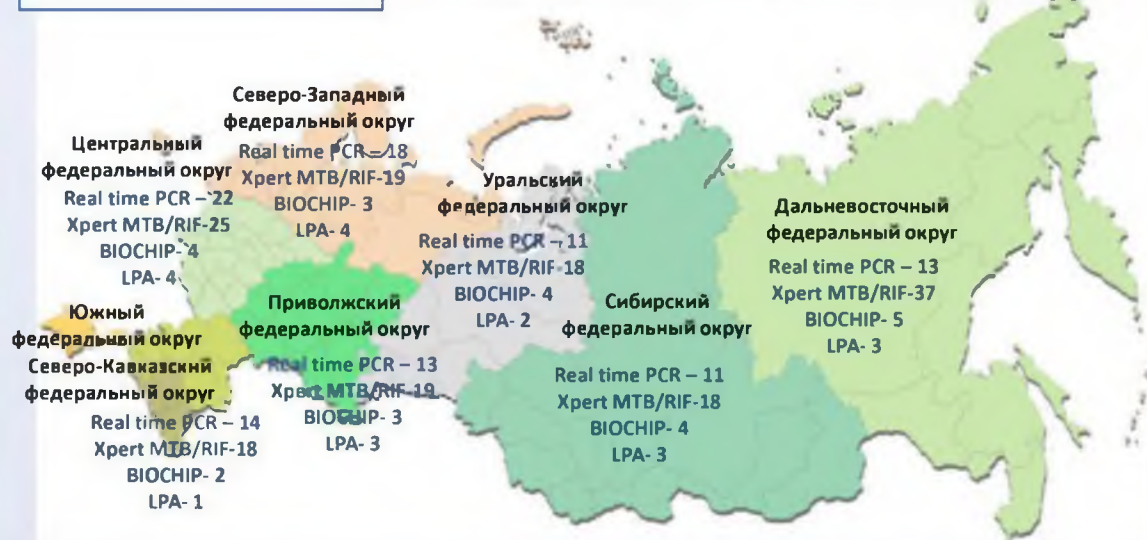 Северо-Западный
федеральный округ
Real time PCR – 18
Xpert MTB/RIF-19
BIOCHIP- 3
LPA- 4
Центральный
федеральный округ
Real time PCR – 22
Xpert MTB/RIF-25
BIOCHIP- 4
LPA- 4
Уральский
федеральный округ
Real time PCR – 11
Xpert MTB/RIF-18
BIOCHIP- 4
LPA- 2
Дальневосточный
федеральный округ
Real time PCR – 13
Xpert MTB/RIF-37
BIOCHIP- 5
LPA- 3
Южный
федеральный округ
Северо-Кавказский
федеральный округ
Real time PCR – 14
Xpert MTB/RIF-18
BIOCHIP- 2
LPA- 1
Приволжский
федеральный округ
Real time PCR – 13
Xpert MTB/RIF-19
BIOCHIP- 3
LPA- 3
Сибирский
федеральный округ
Real time PCR – 11
Xpert MTB/RIF-18
BIOCHIP- 4
LPA- 3